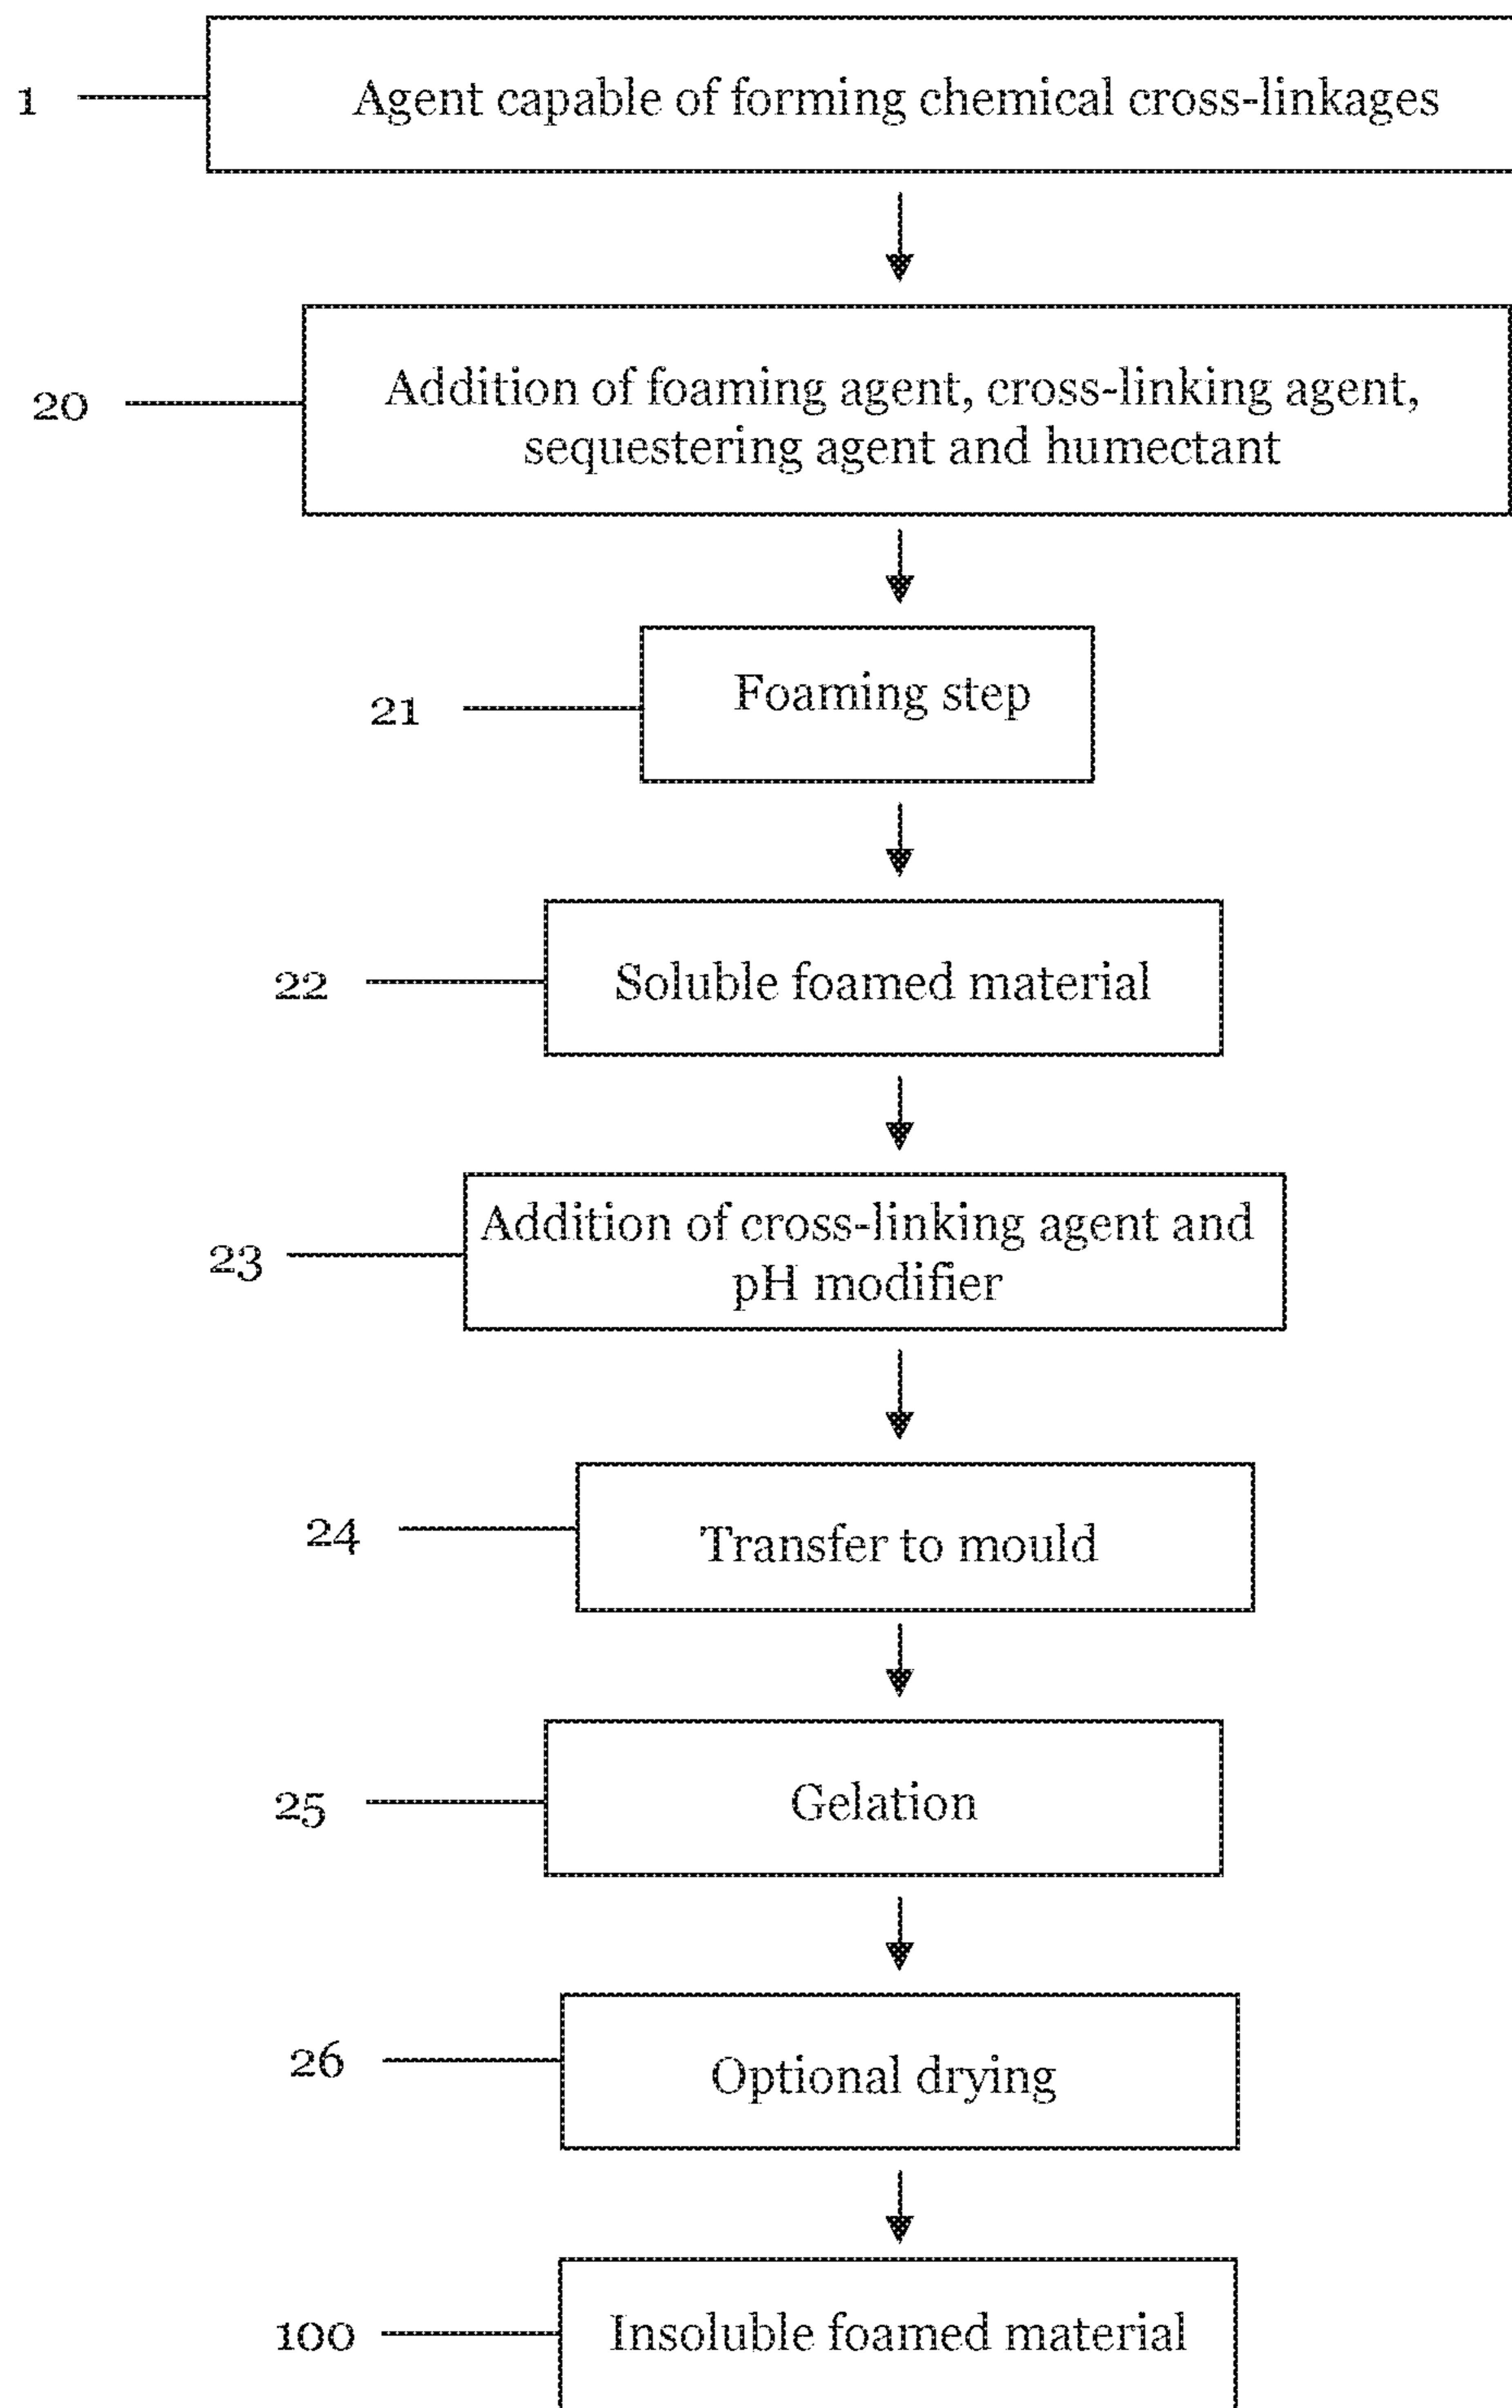 1 Agent capable of forming chemical cross-linkages
20 Addition of foaming agent, cross-linking agent,
sequestering agent and humectant
21 Foaming step
22 Soluble foamed material
23 Addition of cross-linking agent and
pH modifier
24 Transfer to mould
25 Gelation
26 Optional drying
100 Insoluble foamed material